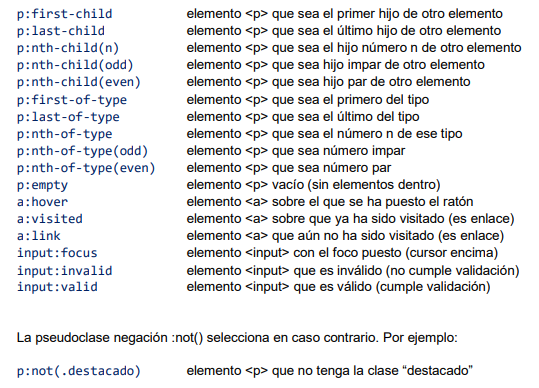 p:first-child elemento <p> que sea el primer hijo de otro elemento
p:last-child elemento <p> que sea el último hijo de otro elemento
p:nth-child(n) elemento <p> que sea el hijo número n de otro elemento
p:nth-child(odd) elemento <p> que sea hijo impar de otro elemento
p:nth-child(even) elemento <p> que sea hijo par de otro elemento
p:first-of-type elemento <p> que sea el primero del tipo
p:last-of-type elemento <p> que sea el último del tipo
p:nth-of-type elemento <p> que sea el número n de ese tipo
p:nth-of-type(odd) elemento <p> que sea número impar
p:nth-of-type(even) elemento <p> que sea número par
p:empty elemento <p> vacío (sin elementos dentro)
a:hover elemento <a> sobre el que se ha puesto el ratón
a:visited elemento <a> sobre que ya ha sido visitado (es enlace)
a:link elemento <a> que aún no ha sido visitado (es enlace)
input:focus elemento <input> con el foco puesto (cursor encima)
input:invalid elemento <input> que es inválido (no cumple validación)
input:valid elemento <input> que es válido (cumple validación)
La pseudoclase negación :not() selecciona en caso contrario. Por ejemplo:
p:not(.destacado) elemento <p> que no tenga la clase “destacado”